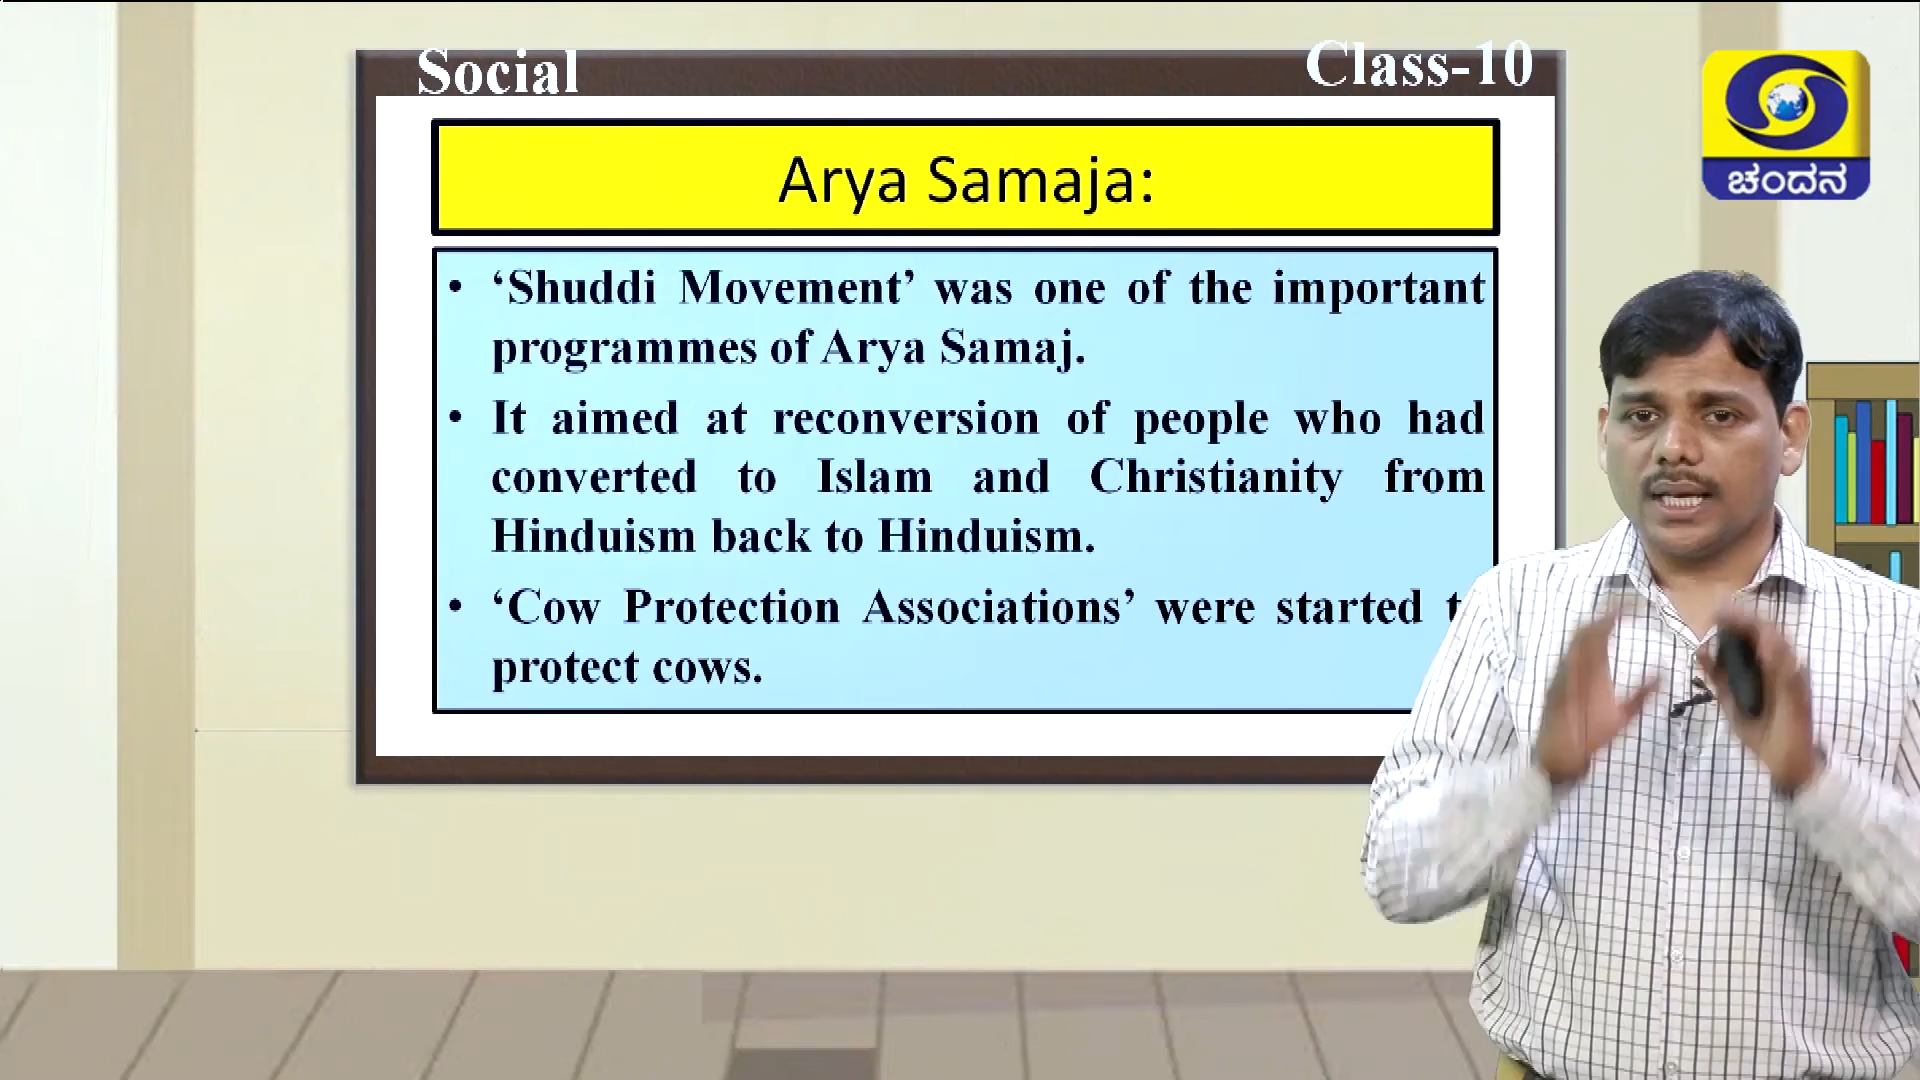 Social
Class-10
ಚಂದನ
Arya Samaja:
• ‘Shuddi Movement’ was one of the important
programmes of Arya Samaj.
• It aimed at reconversion of people who had
converted to Islam and Christianity from
Hinduism back to Hinduism.
• ‘Cow Protection Associations’ were started
protect cows.